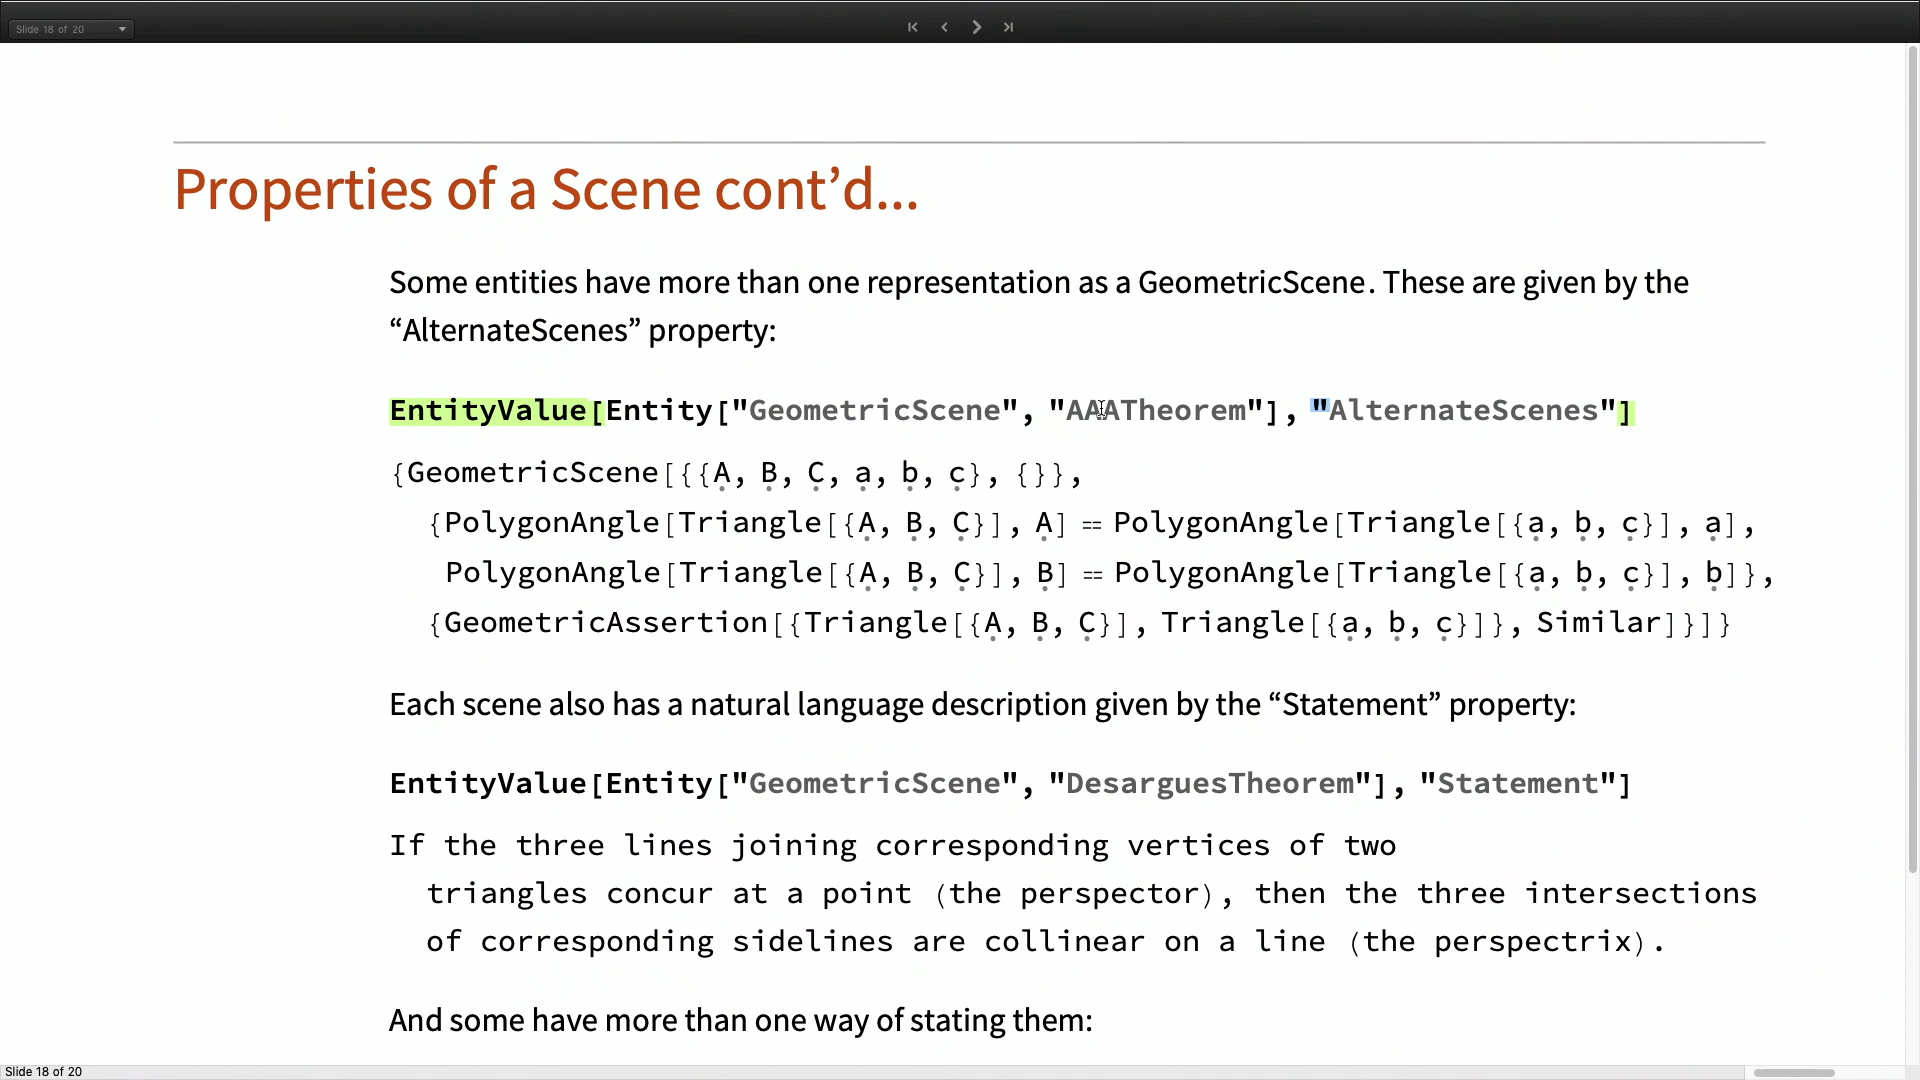 Slide 18 of 20
Properties of a Scene cont’d...
Some entities have more than one representation as a GeometricScene. These are given by the
“AlternateScenes” property:
EntityValue[Entity["GeometricScene", "AAATheorem"], "AlternateScenes"]
{GeometricScene[{{A, B, C, a, b, c}, {}},
{PolygonAngle[Triangle[{A, B, C}], A] == PolygonAngle[Triangle[{a, b, c}], a],
PolygonAngle[Triangle[{A, B, C}], B] == PolygonAngle[Triangle[{a, b, c}], b]},
{GeometricAssertion[{Triangle[{A, B, C}], Triangle[{a, b, c}]}, Similar]}]}
Each scene also has a natural language description given by the “Statement” property:
EntityValue[Entity["GeometricScene", "DesarguesTheorem"], "Statement"]
If the three lines joining corresponding vertices of two
triangles concur at a point (the perspector), then the three intersections
of corresponding sidelines are collinear on a line (the perspectrix).
And some have more than one way of stating them:
Slide 18 of 20